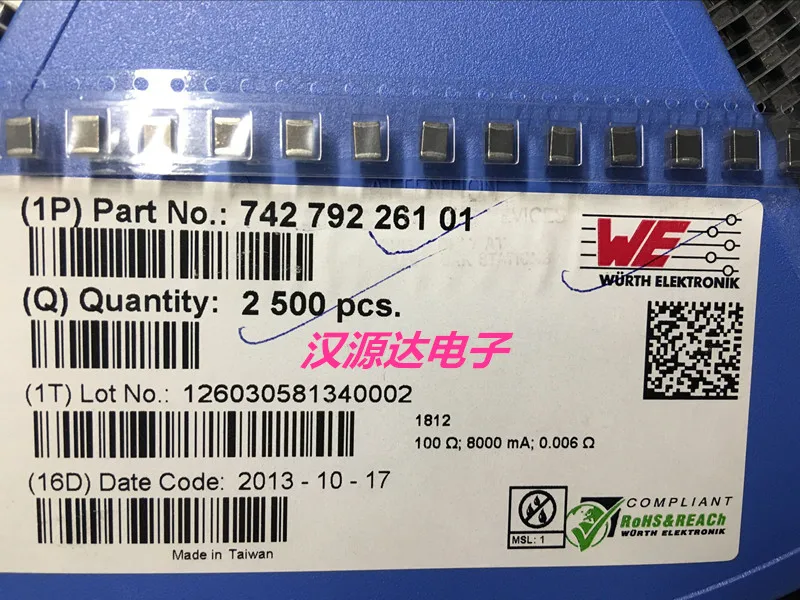 (1P) Part No.: 742 792 261 01
WE
WÜRTH ELEKTRONIK
(Q) Quantity: 2 500 pcs.
汉源达电子
(1T) Lot No.: 126030581340002
1812
100 Ω; 8000 mA; 0.006 Ω
(16D) Date Code: 2013 - 10 - 17
Made in Taiwan
MSL: 1
COMPLIANT
RoHS&REACh
WÜRTH ELEKTRONIK